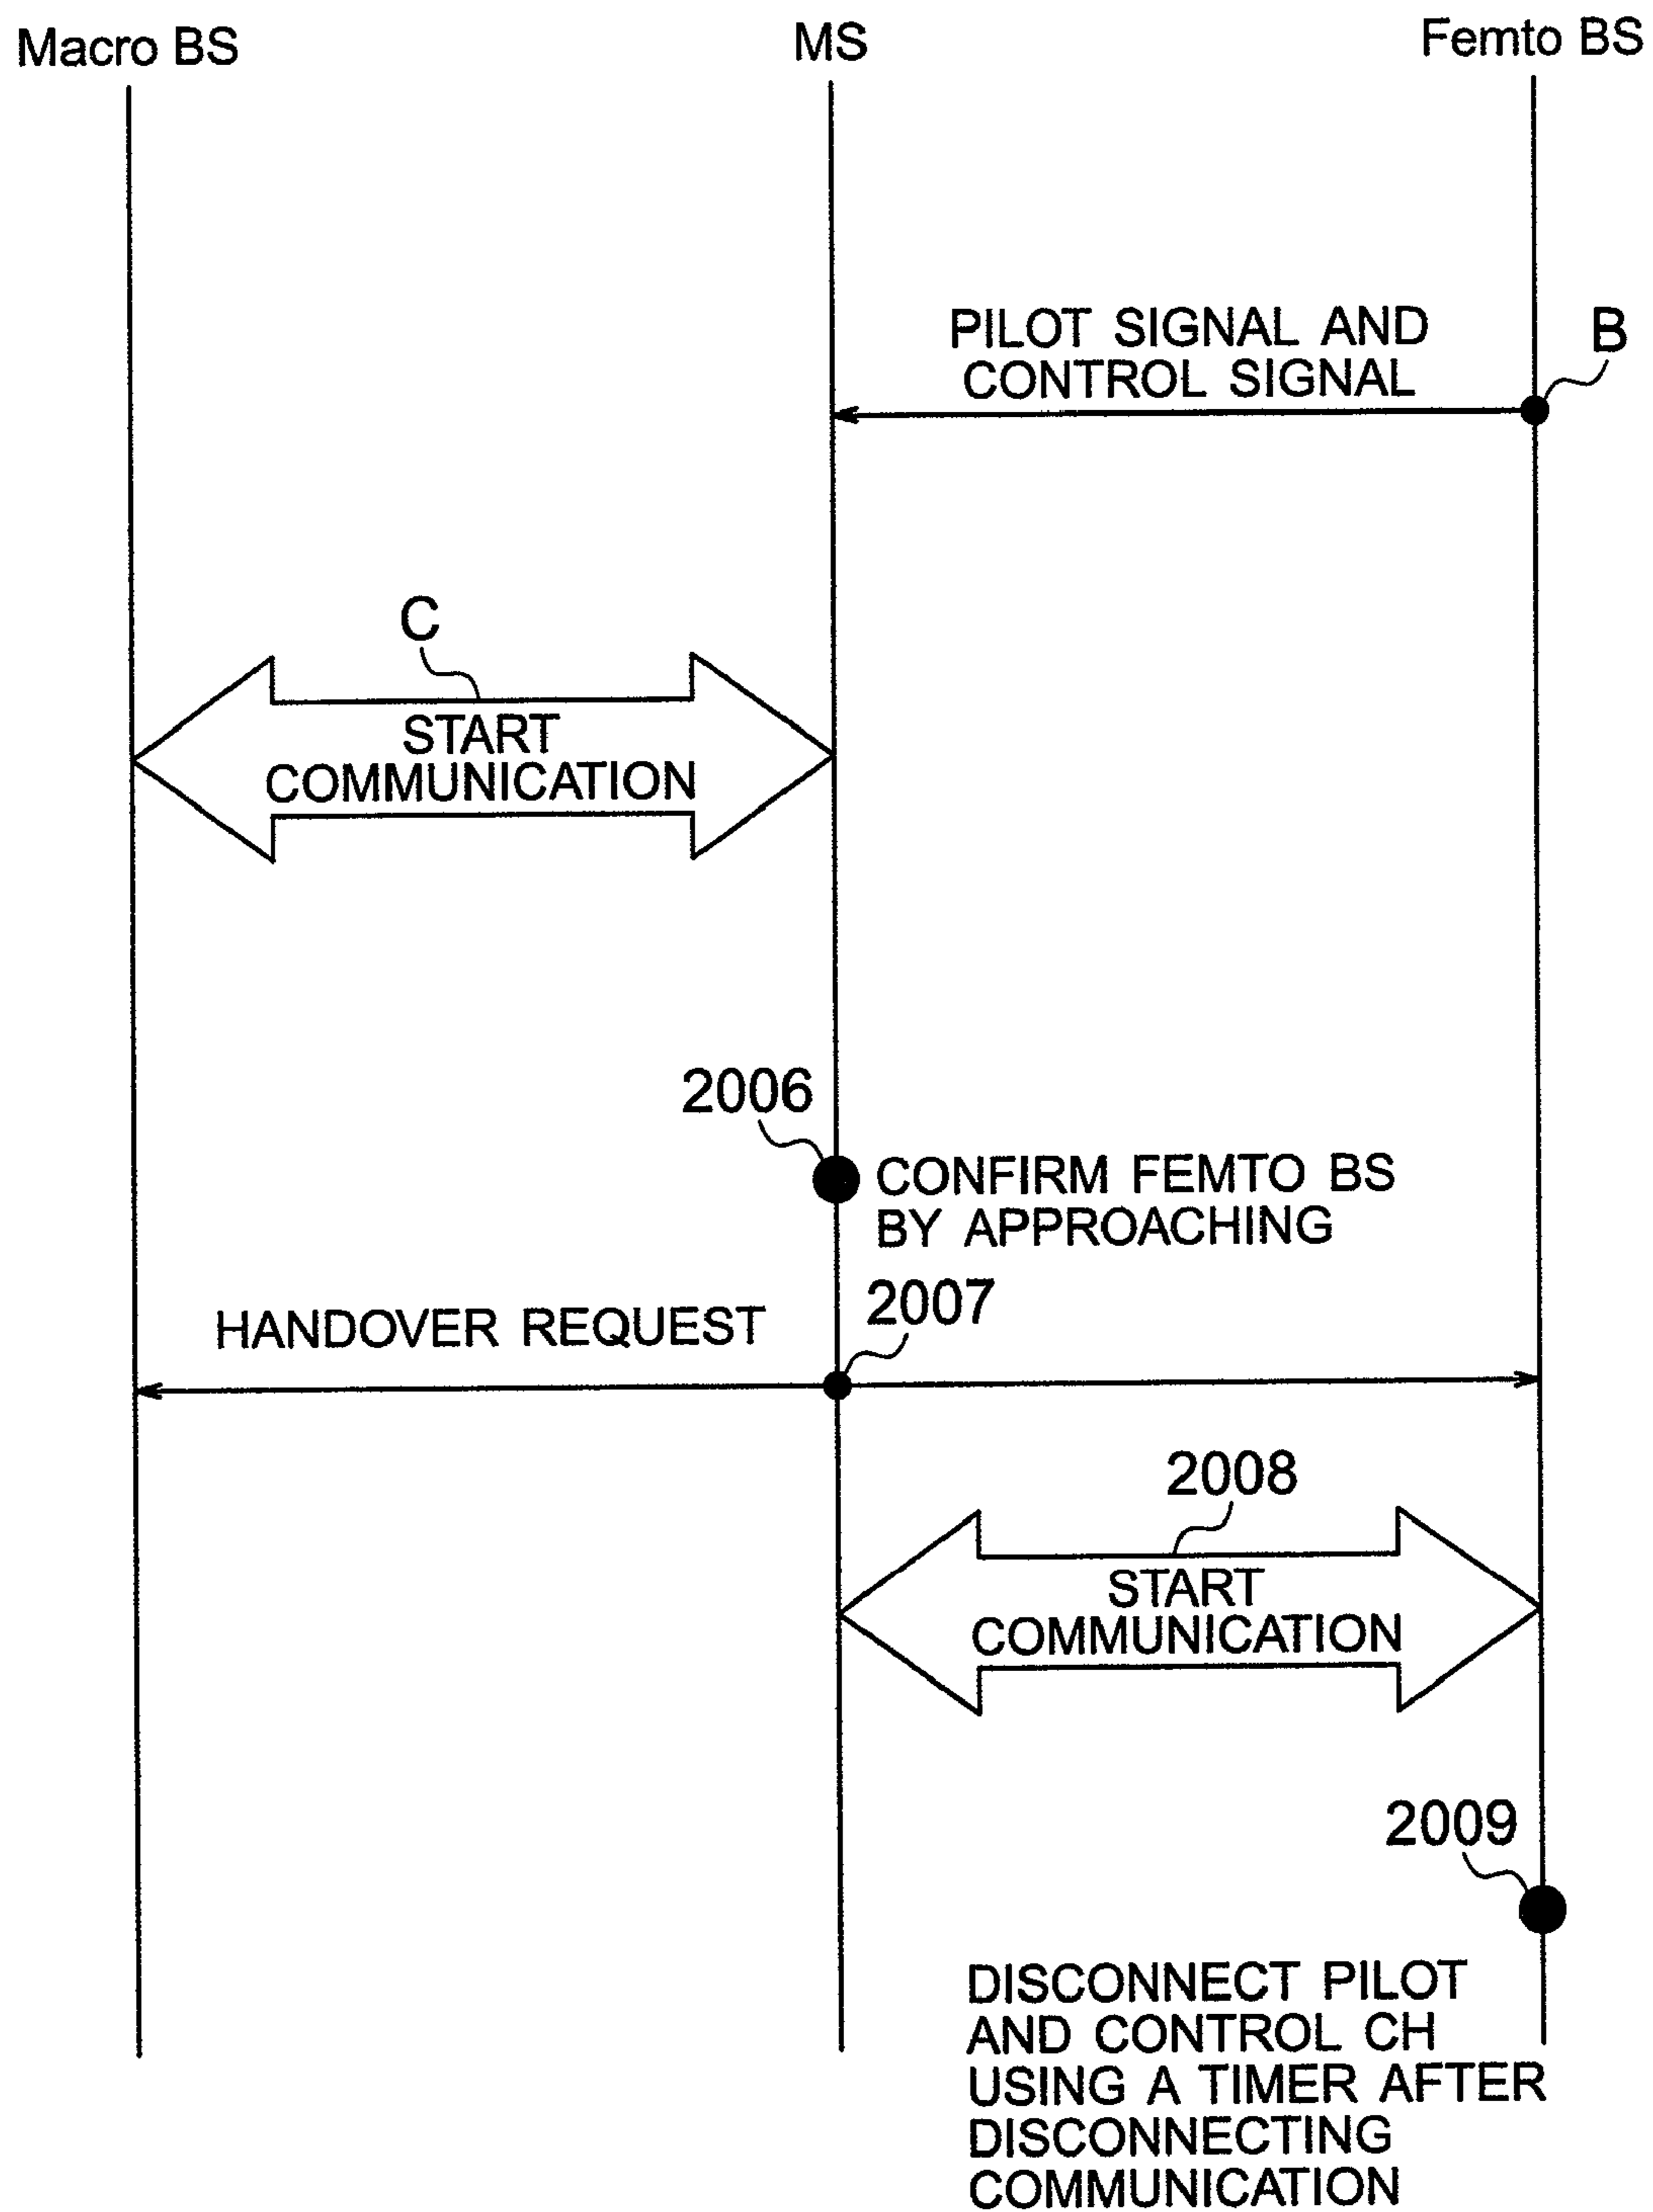 Macro BS
MS
Femto BS
PILOT SIGNAL AND
CONTROL SIGNAL
B
C
START
COMMUNICATION
2006
CONFIRM FEMTO BS
BY APPROACHING
2007
HANDOVER REQUEST
2008
START
COMMUNICATION
2009
DISCONNECT PILOT
AND CONTROL CH
USING A TIMER AFTER
DISCONNECTING
COMMUNICATION